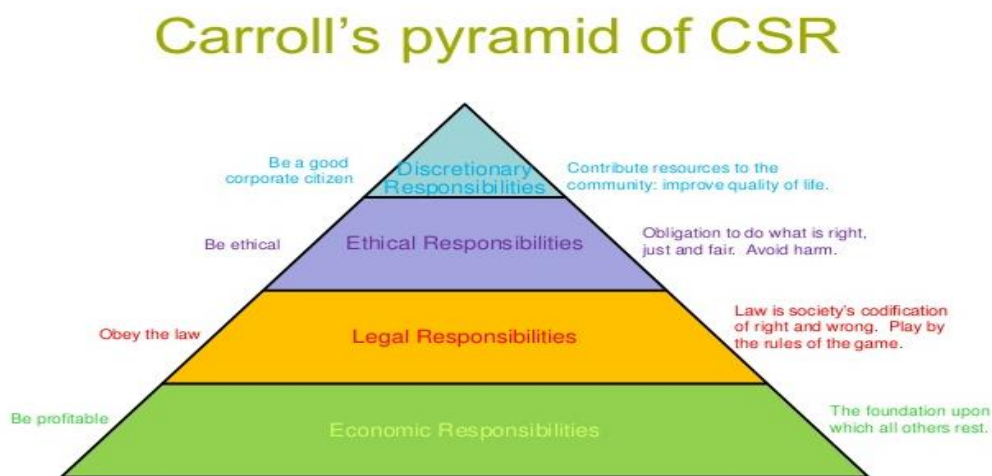 Carroll's pyramid of CSR
Be a good
corporate citizen
Discretionary
Responsibilities
Contribute resources to the
community: improve quality of life.
Be ethical
Ethical Responsibilities
Obligation to do what is right,
just and fair. Avoid harm.
Obey the law
Legal Responsibilities
Law is society's codification
of right and wrong. Play by
the rules of the game.
Be profitable
Economic Responsibilities
The foundation upon
which all others rest.